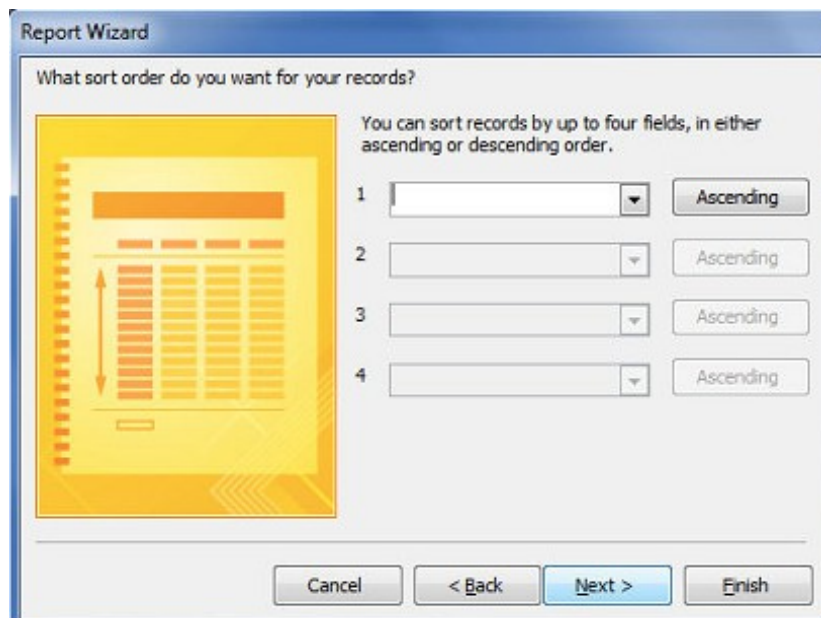 Report Wizard
What sort order do you want for your records?
You can sort records by up to four fields, in either
ascending or descending order.
1 Ascending
2 Ascending
3 Ascending
4 Ascending
Cancel < Back Next > Finish